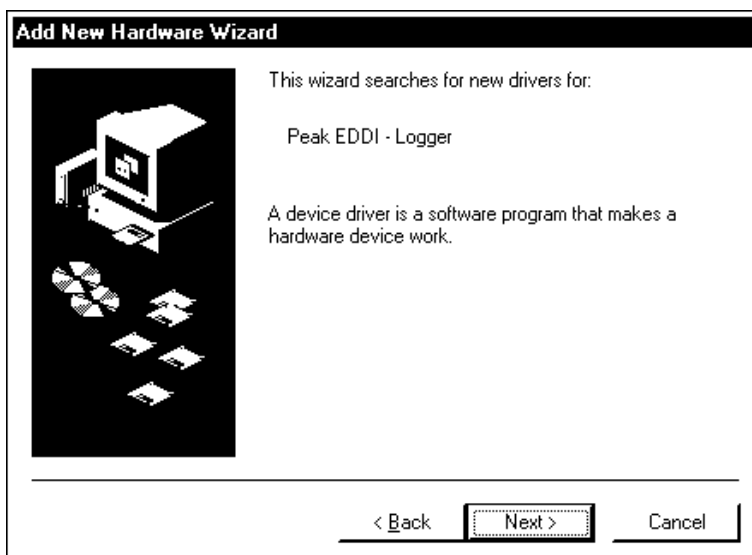 Add New Hardware Wizard
This wizard searches for new drivers for:
Peak EDDI - Logger
A device driver is a software program that makes a
hardware device work.
< Back
Next >
Cancel